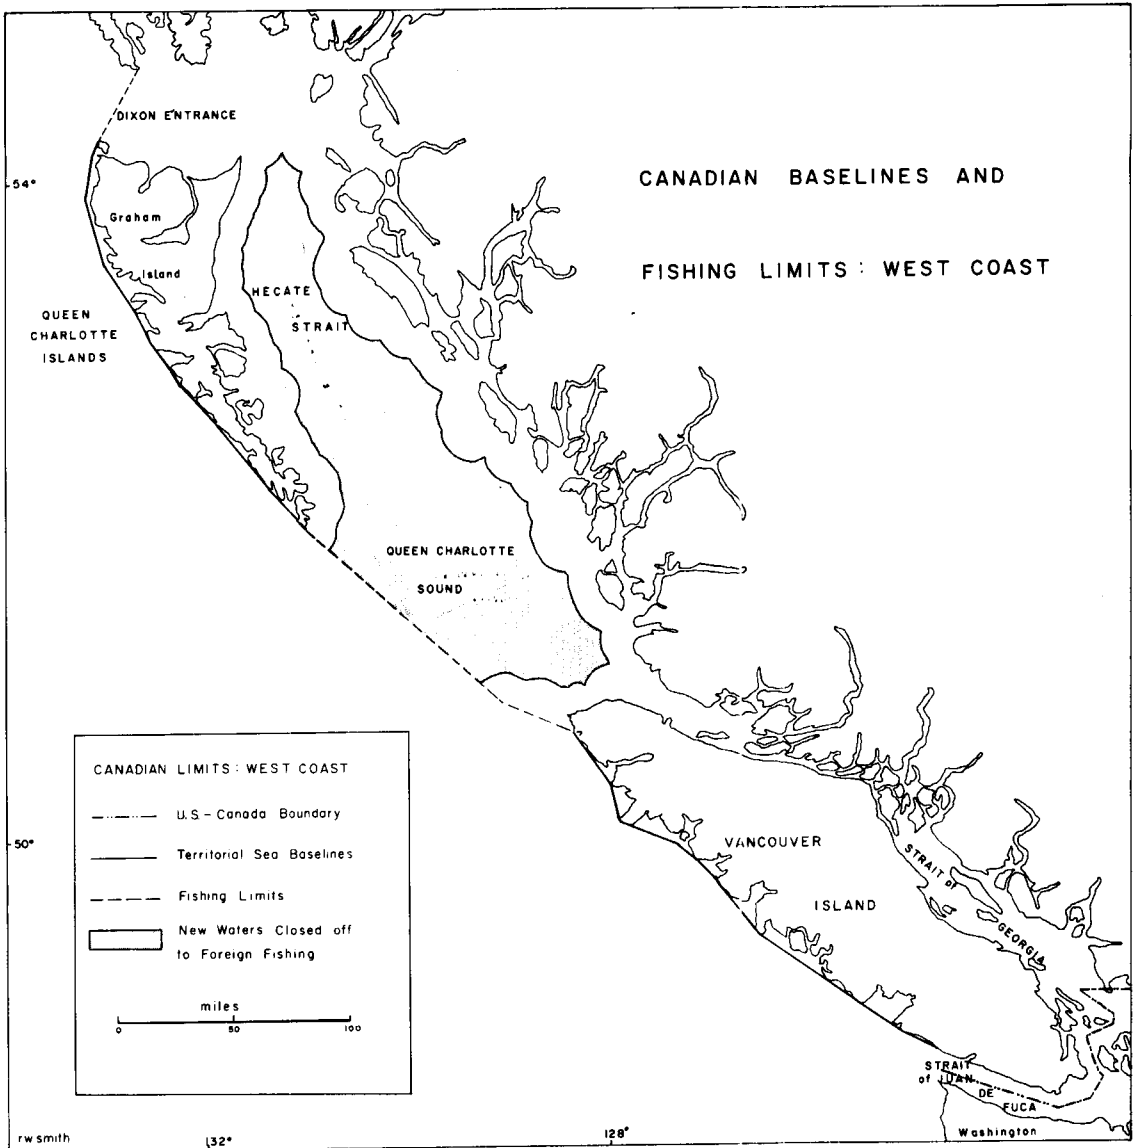 DIXON ENTRANCE
54°
CANADIAN BASELINES AND
FISHING LIMITS: WEST COAST
Graham
Island
HECATE
STRAIT
QUEEN
CHARLOTTE
ISLANDS
QUEEN CHARLOTTE
SOUND
CANADIAN LIMITS: WEST COAST
U.S.-Canada Boundary
Territorial Sea Baselines
Fishing Limits
New Waters Closed off
to Foreign Fishing
miles
0 50 100
50°
VANCOUVER
ISLAND
STRAIT of
GEORGIA
STRAIT
of JUAN
DE
FUCA
Washington
rw smith
132°
128°